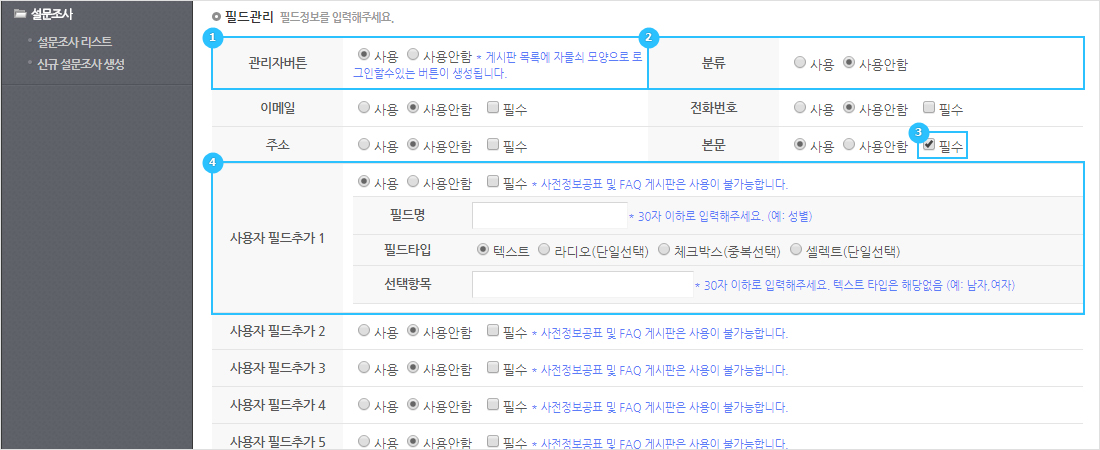 설문조사
설문조사 리스트
신규 설문조사 생성
필드관리 필드정보를 입력해주세요.
1
2
관리자버튼 사용 사용안함 * 게시판 목록에 자물쇠 모양으로 로
그인할수있는 버튼이 생성됩니다.
분류 사용 사용안함
이메일 사용 사용안함 필수 전화번호 사용 사용안함 필수
3
주소 사용 사용안함 필수 본문 사용 사용안함 필수
4
사용 사용안함 필수 * 사전정보공표 및 FAQ 게시판은 사용이 불가능합니다.
필드명 * 30자 이하로 입력해주세요. (예: 성별)
사용자 필드추가 1
필드타입 텍스트 라디오(단일선택) 체크박스(중복선택) 셀렉트(단일선택)
선택항목 * 30자 이하로 입력해주세요. 텍스트 타입은 해당없음 (예: 남자,여자)
사용자 필드추가 2 사용 사용안함 필수 * 사전정보공표 및 FAQ 게시판은 사용이 불가능합니다.
사용자 필드추가 3 사용 사용안함 필수 * 사전정보공표 및 FAQ 게시판은 사용이 불가능합니다.
사용자 필드추가 4 사용 사용안함 필수 * 사전정보공표 및 FAQ 게시판은 사용이 불가능합니다.
사용자 필드추가 5 사용 사용안함 필수 * 사전정보공표 및 FAQ 게시판은 사용이 불가능합니다.